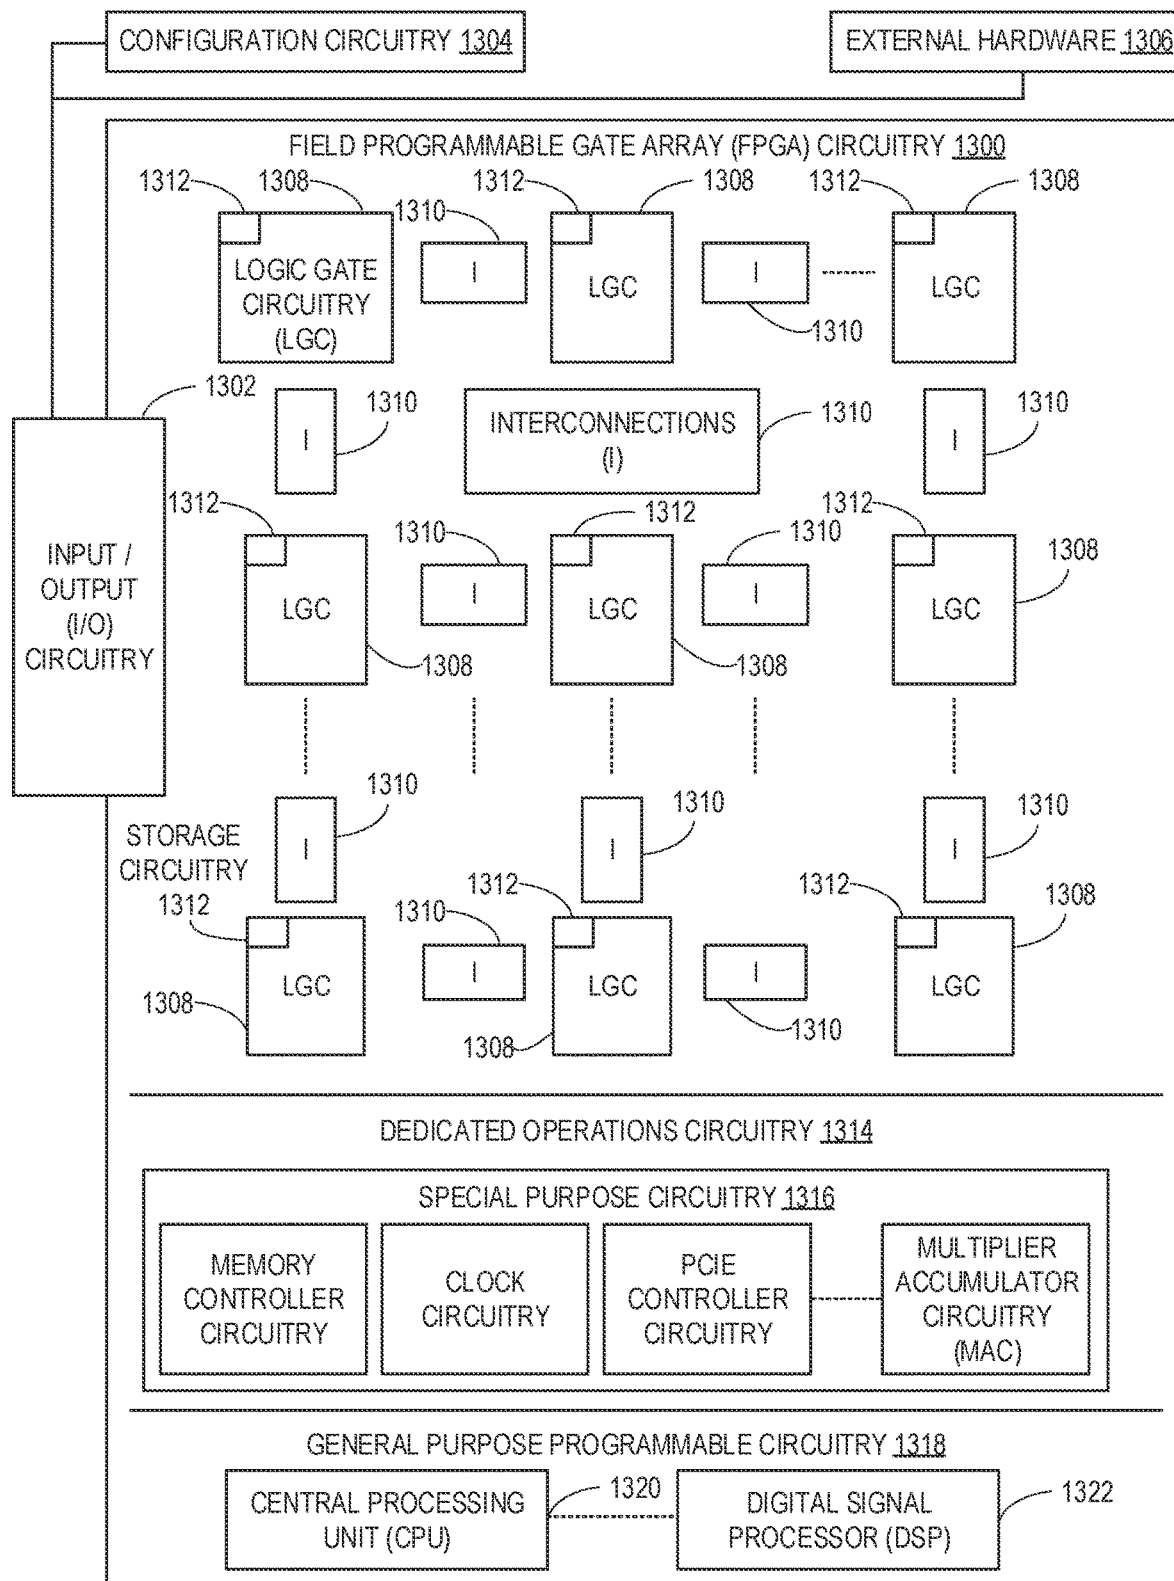 CONFIGURATION CIRCUITRY 1304
EXTERNAL HARDWARE 1306
FIELD PROGRAMMABLE GATE ARRAY (FPGA) CIRCUITRY 1300
1312
1308
1310
1312
1308
1312
1308
LOGIC GATE
CIRCUITRY
(LGC)
I
LGC
I
LGC
1310
1302
1310
1310
1310
I
INTERCONNECTIONS
(I)
I
INPUT /
OUTPUT
(I/O)
CIRCUITRY
1312
1310
1312
1310
1312
1308
LGC
I
LGC
I
LGC
1308
1308
1310
1310
1310
I
I
I
STORAGE
CIRCUITRY
1312
1310
1312
1312
1308
LGC
I
LGC
I
LGC
1308
1308
1310
DEDICATED OPERATIONS CIRCUITRY 1314
SPECIAL PURPOSE CIRCUITRY 1316
MEMORY
CONTROLLER
CIRCUITRY
CLOCK
CIRCUITRY
PCIE
CONTROLLER
CIRCUITRY
MULTIPLIER
ACCUMULATOR
CIRCUITRY
(MAC)
GENERAL PURPOSE PROGRAMMABLE CIRCUITRY 1318
CENTRAL PROCESSING
UNIT (CPU)
1320
DIGITAL SIGNAL
PROCESSOR (DSP)
1322